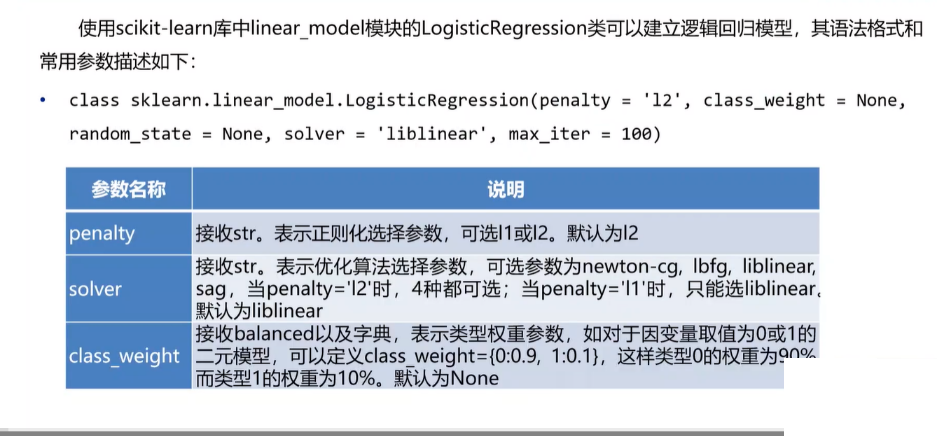 使用scikit-learn库中linear_model模块的LogisticRegression类可以建立逻辑回归模型，其语法格式和
常用参数描述如下：
• class sklearn.linear_model.LogisticRegression(penalty = 'l2', class_weight = None,
random_state = None, solver = 'liblinear', max_iter = 100)
参数名称 说明
penalty 接收str。表示正则化选择参数，可选l1或l2。默认为l2
接收str。表示优化算法选择参数，可选参数为newton-cg, lbfg, liblinear,
solver sag，当penalty='l2'时，4种都可选；当penalty='l1'时，只能选liblinear。
默认为liblinear
接收balanced以及字典，表示类型权重参数，如对于因变量取值为0或1的
class_weight 二元模型，可以定义class_weight={0:0.9, 1:0.1}，这样类型0的权重为90%
而类型1的权重为10%。默认为None